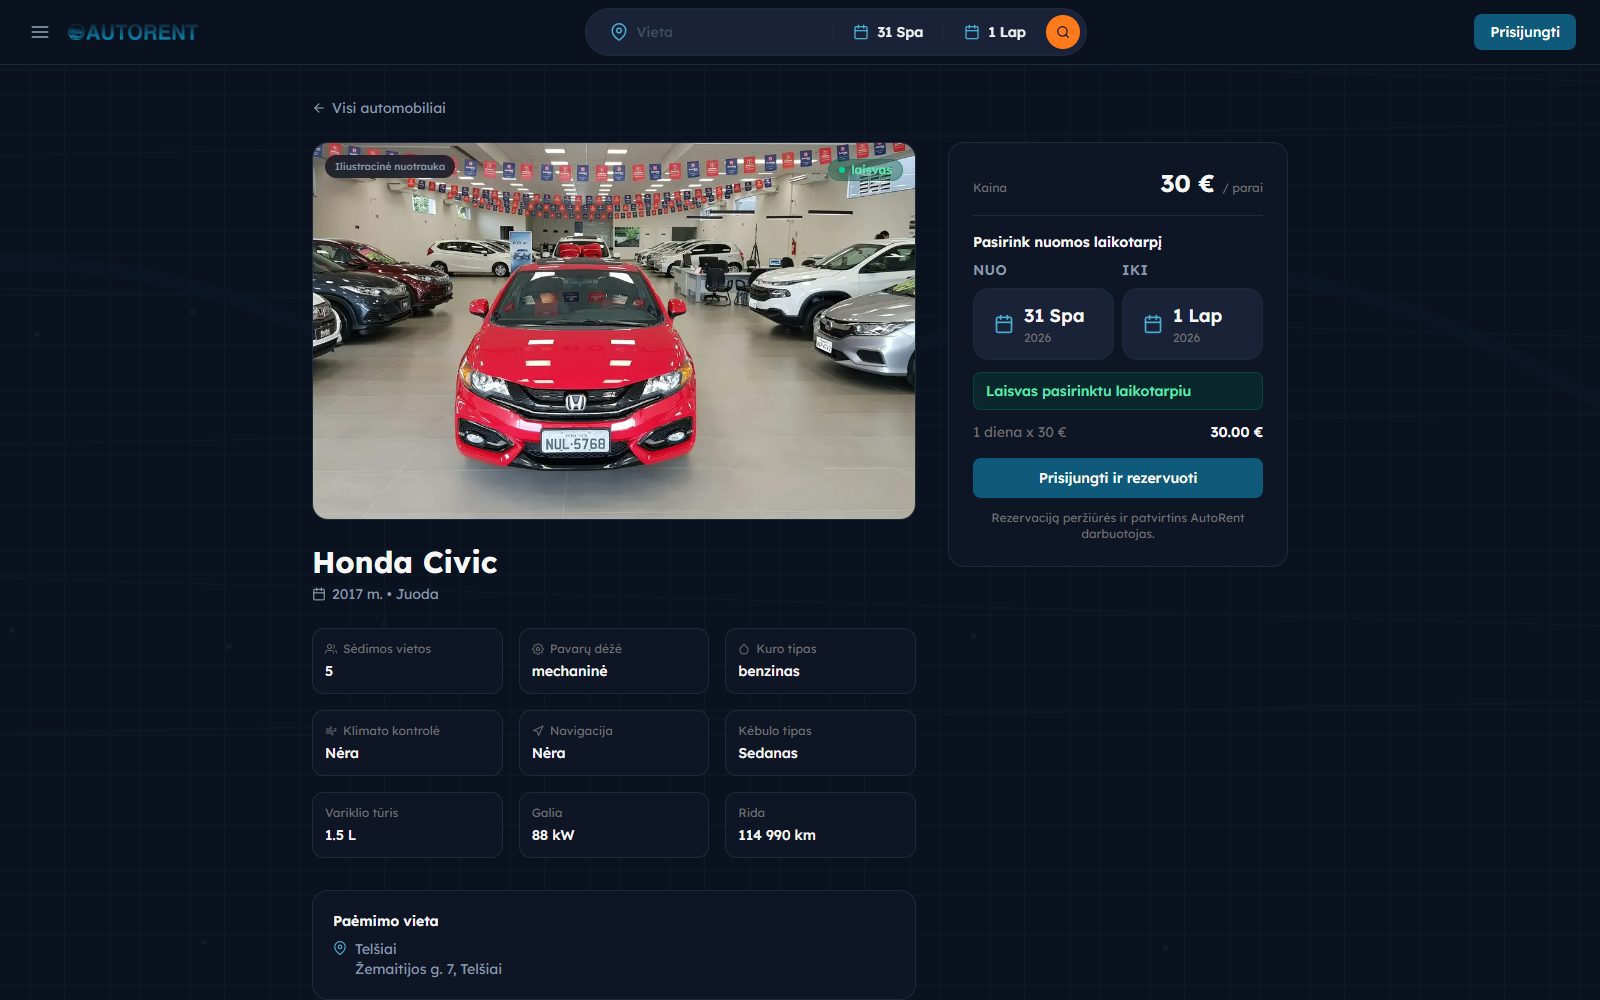 AUTORENT
Vieta
31 Spa
1 Lap
Prisijungti
Visi automobiliai
Iliustracinė nuotrauka
laisvas
NUL·5768
Kaina
30 € / parai
Pasirink nuomos laikotarpį
NUO
IKI
31 Spa
2026
1 Lap
2026
Laisvas pasirinktu laikotarpiu
1 diena x 30 €
30.00 €
Prisijungti ir rezervuoti
Rezervaciją peržiūrės ir patvirtins AutoRent
darbuotojas.
Honda Civic
2017 m. • Juoda
Sėdimos vietos
5
Pavarų dėžė
mechaninė
Kuro tipas
benzinas
Klimato kontrolė
Nėra
Navigacija
Nėra
Kėbulo tipas
Sedanas
Variklio tūris
1.5 L
Galia
88 kW
Rida
114 990 km
Paėmimo vieta
Telšiai
Žemaitijos g. 7, Telšiai